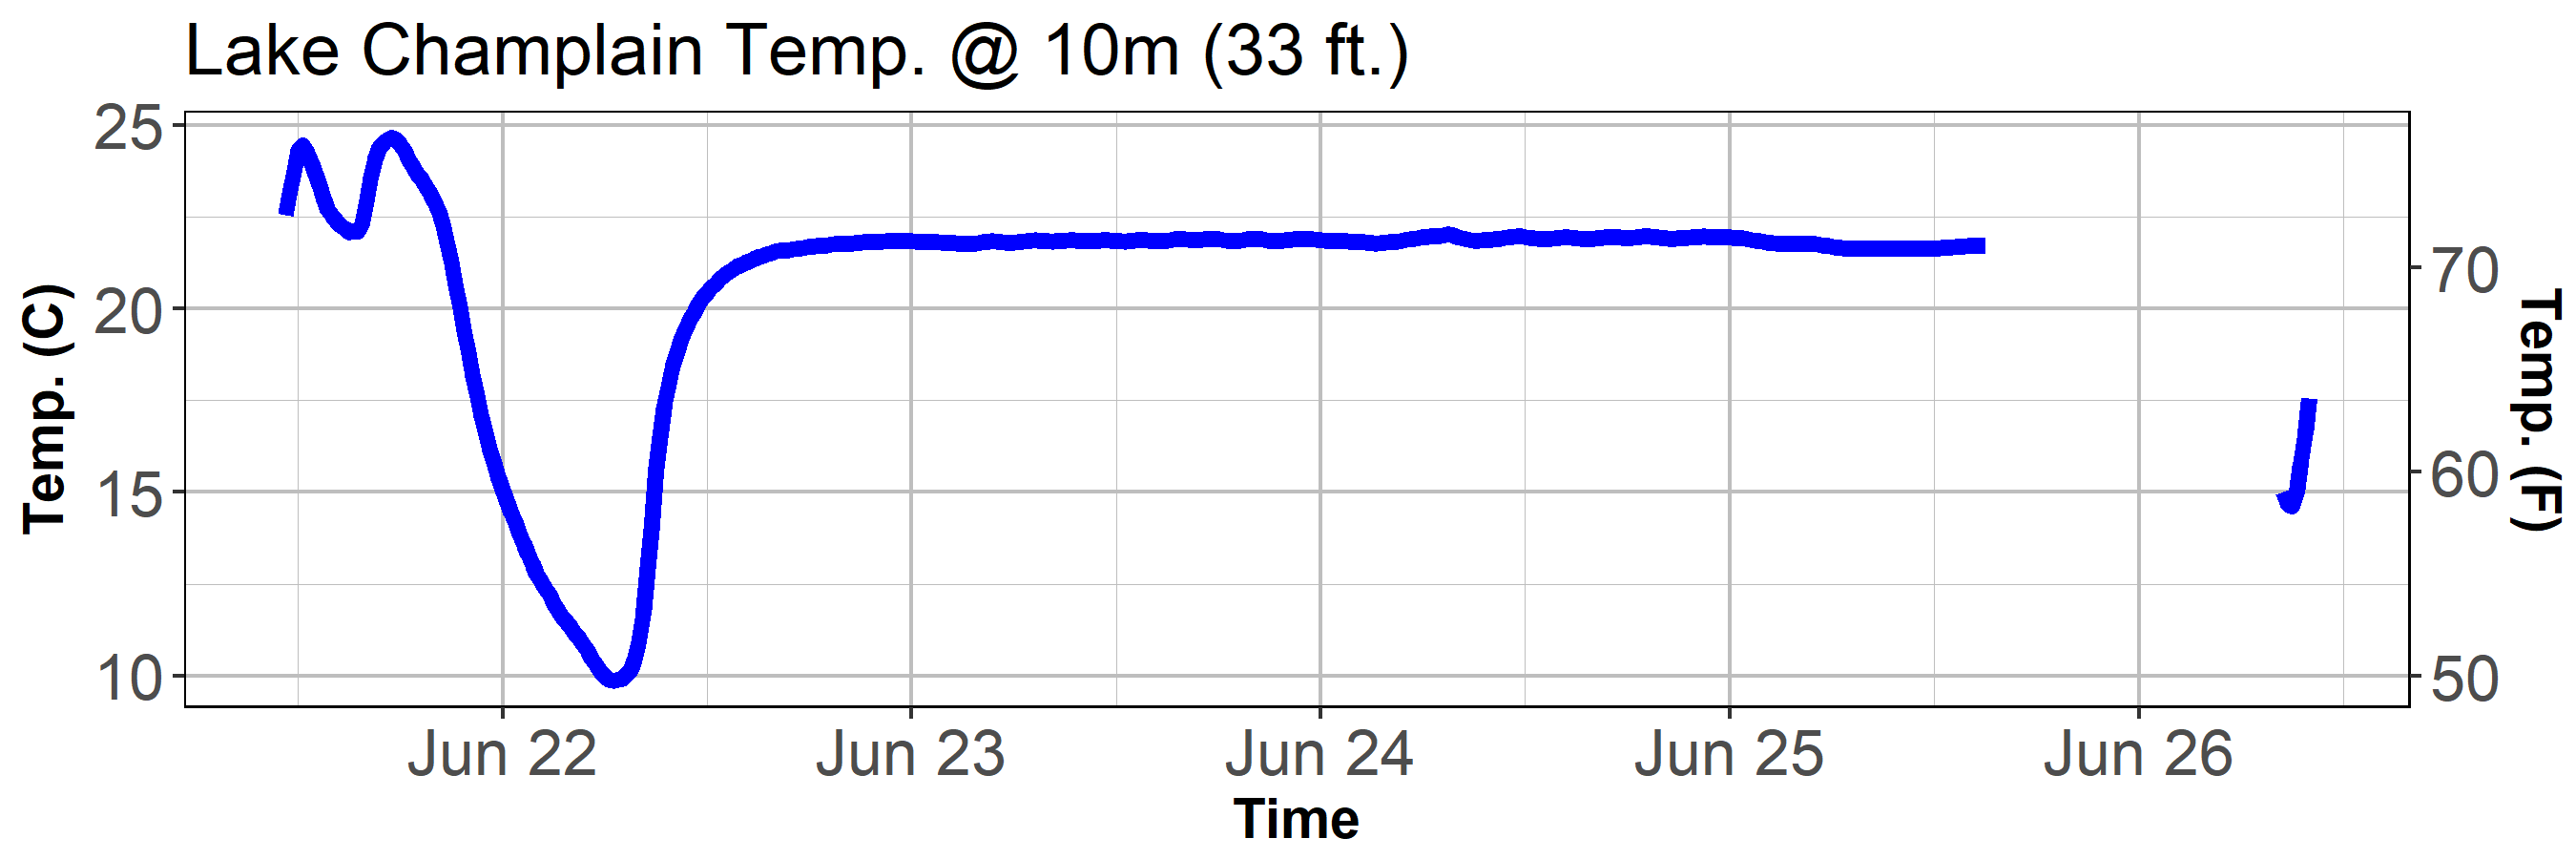 Lake Champlain Temp. @ 10m (33 ft.)
25
20
15
10
Temp. (C)
70
60
50
Temp. (F)
Jun 22 Jun 23 Jun 24 Jun 25 Jun 26
Time